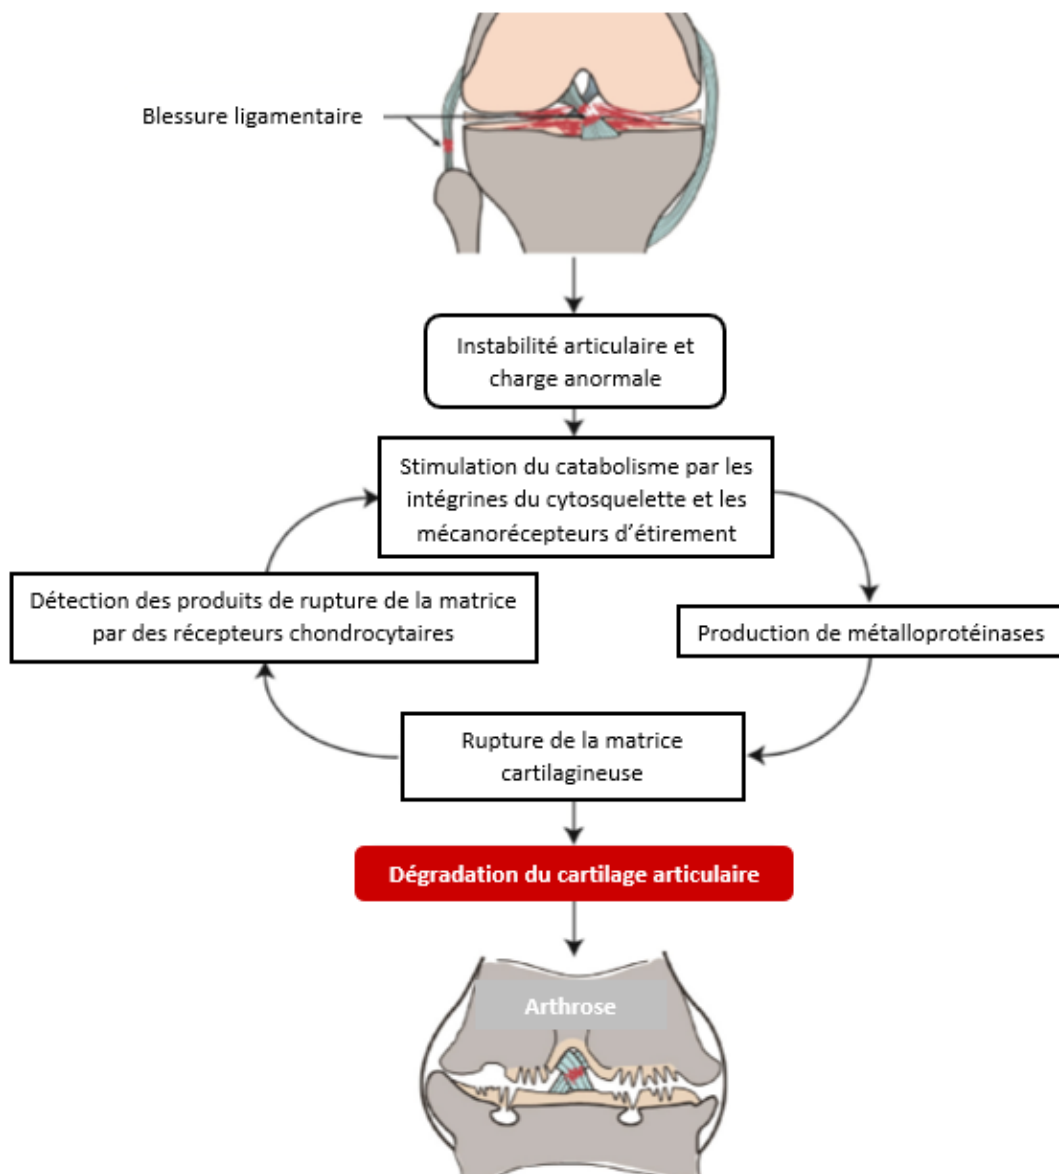 Blessure ligamentaire
Instabilité articulaire et
charge anormale
Stimulation du catabolisme par les
intégrines du cytosquelette et les
mécanorécepteurs d'étirement
Détection des produits de rupture de la matrice
par des récepteurs chondrocytaires
Production de métalloprotéinases
Rupture de la matrice
cartilagineuse
Dégradation du cartilage articulaire
Arthrose